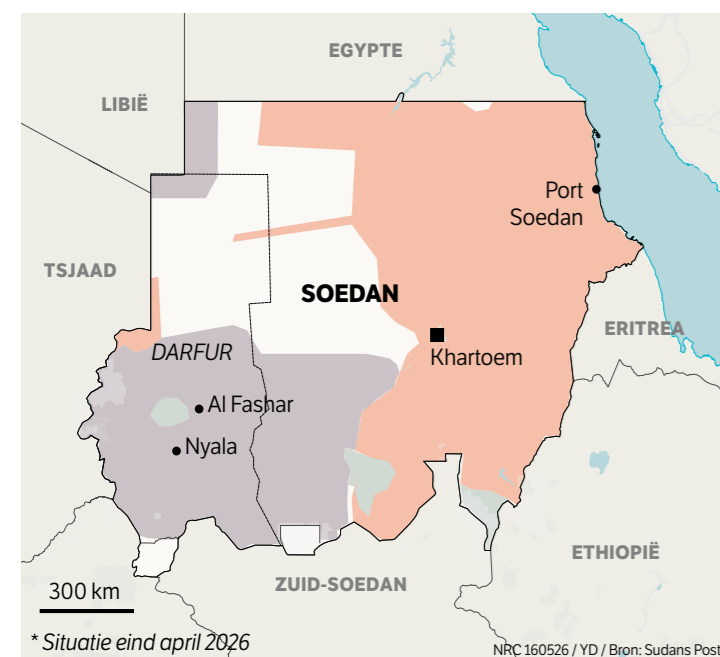 EGYPTE
LIBIË
Port
Soedan
TSJAAD
SOEDAN
ERITREA
DARFUR
Khartoem
Al Fashar
Nyala
ETHIOPIË
ZUID-SOEDAN
300 km
* Situatie eind april 2026
NRC 160526 / YD / Bron: Sudans Post